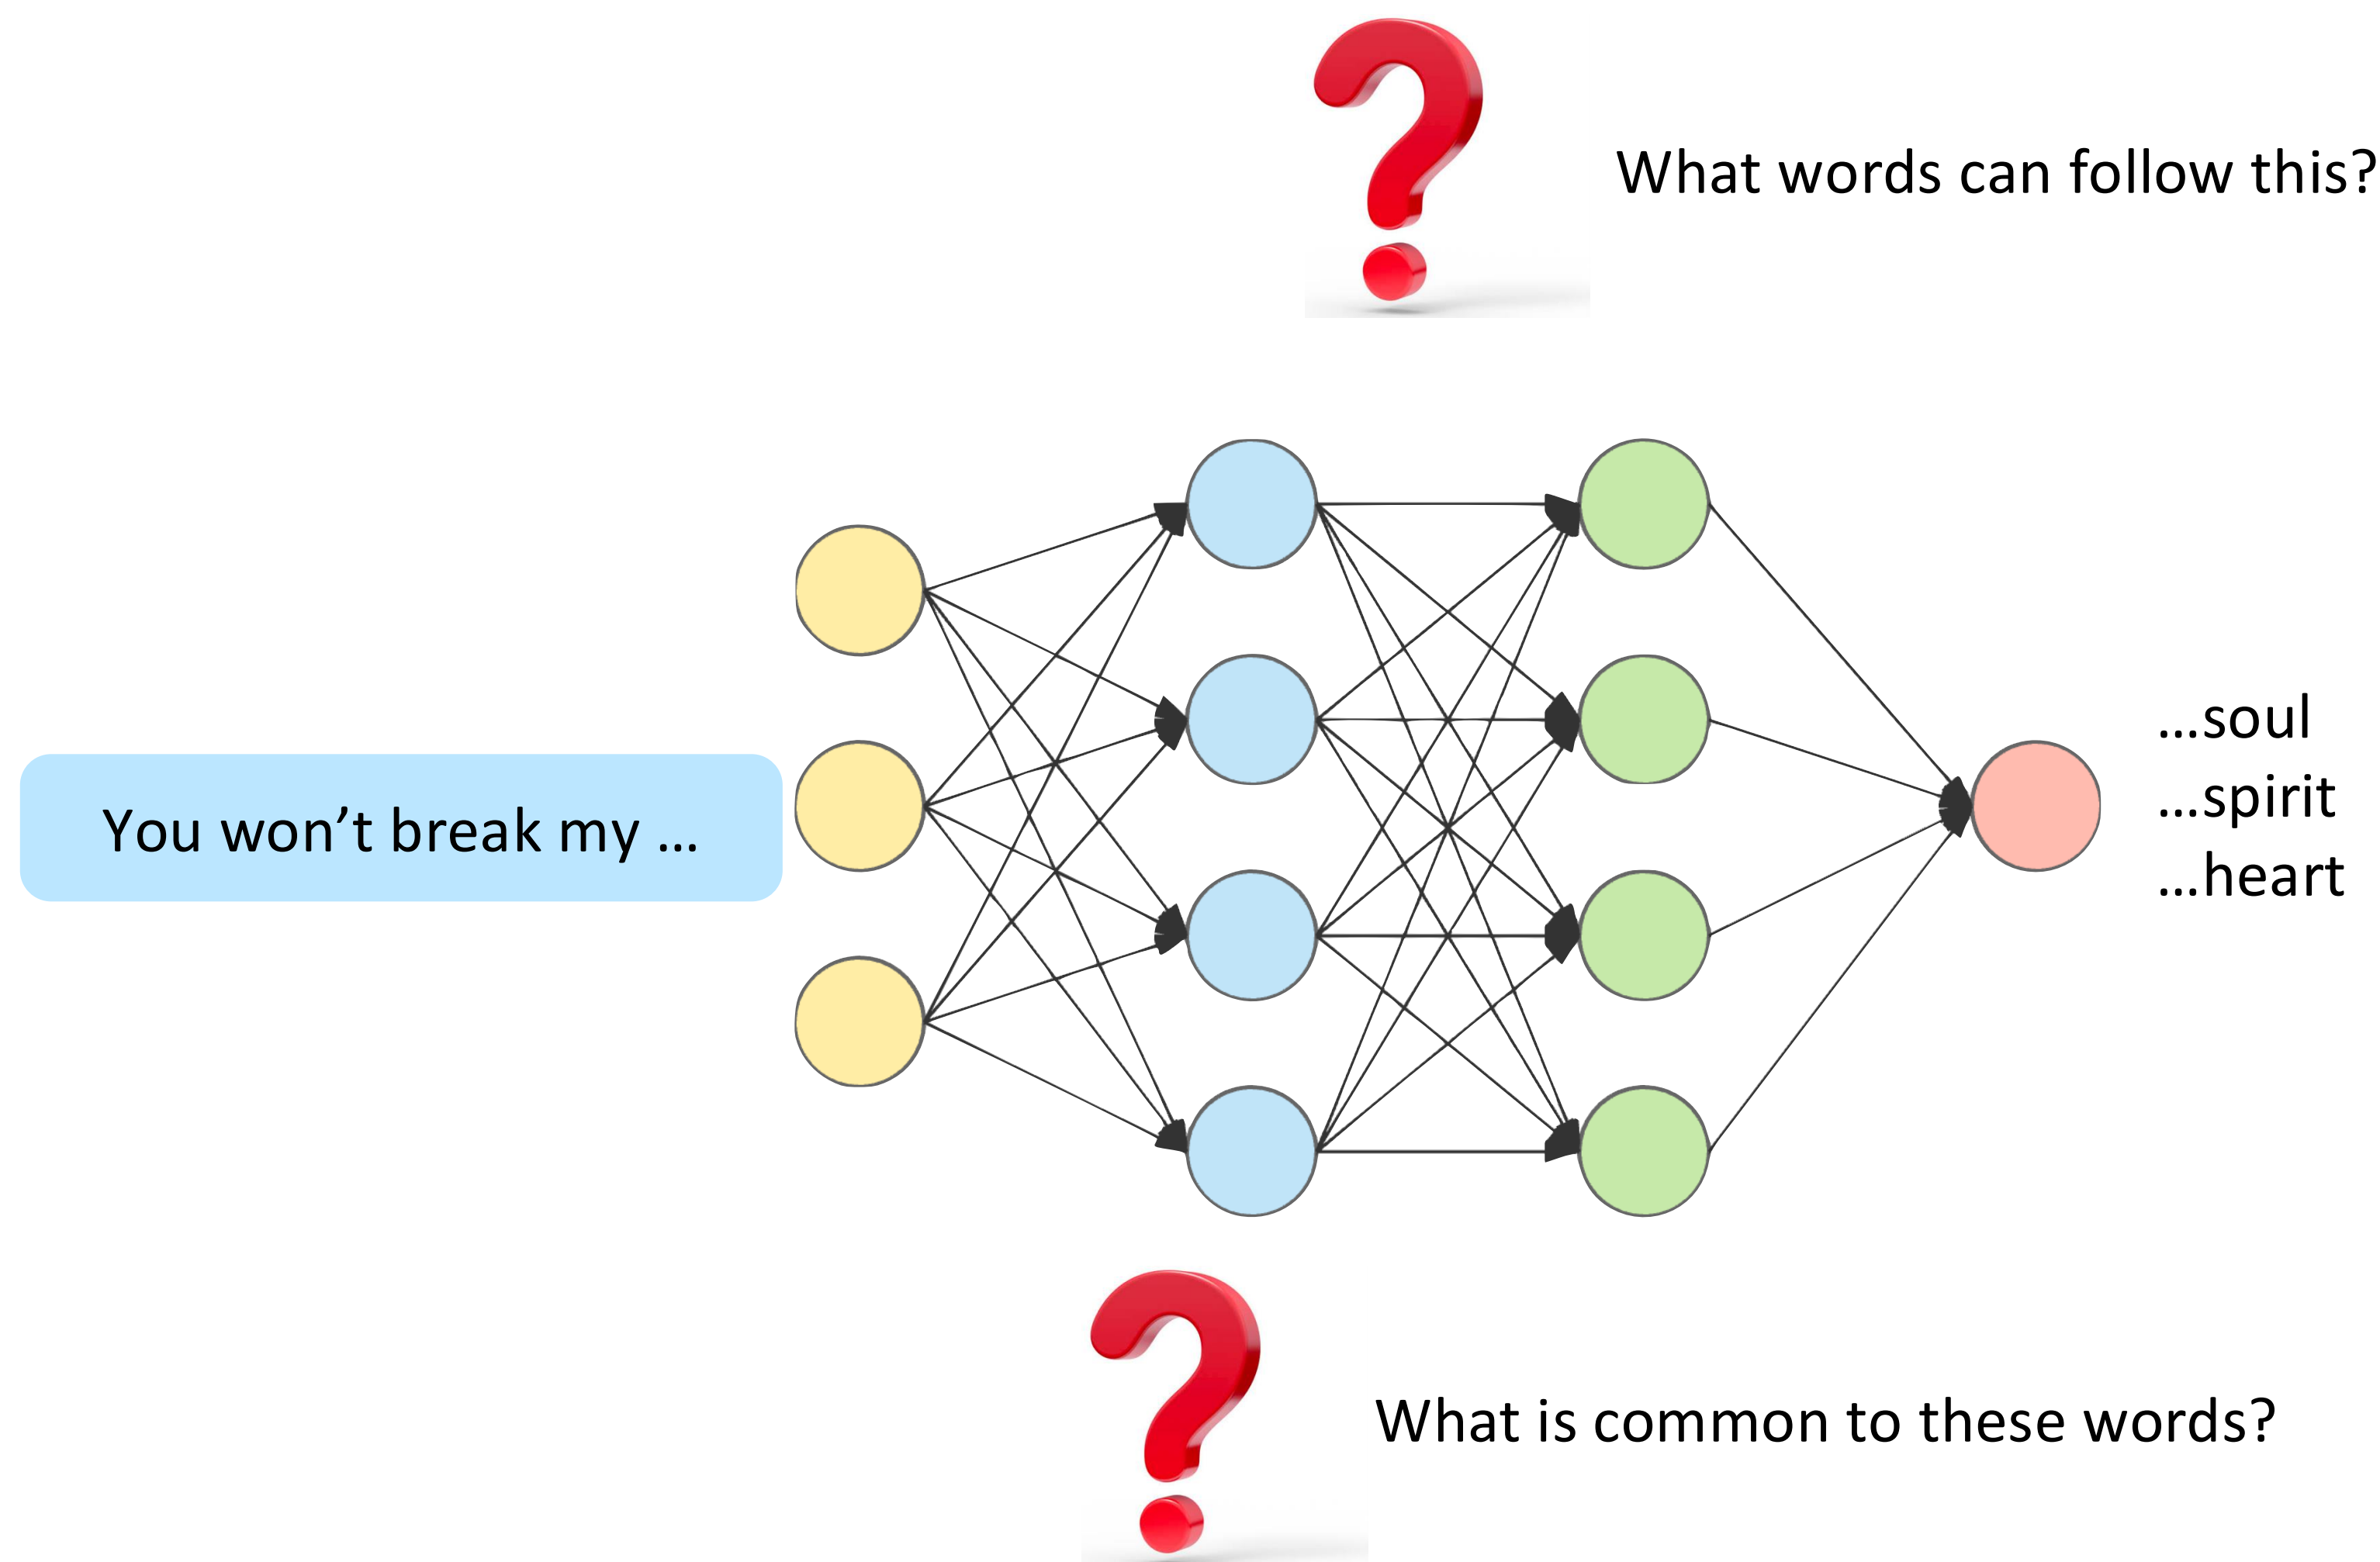 What words can follow this?
You won’t break my …
…soul
…spirit
…heart
What is common to these words?